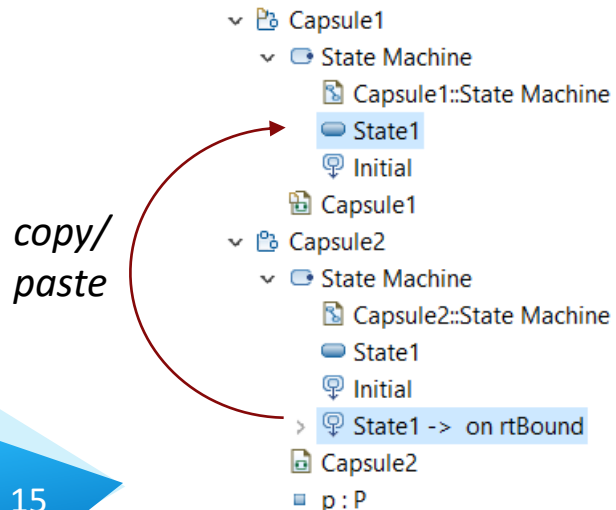 Capsule1
State Machine
Capsule1::State Machine
State1
Initial
Capsule1
copy/
paste
Capsule2
State Machine
Capsule2::State Machine
State1
Initial
State1 -> on rtBound
Capsule2
p : P
15